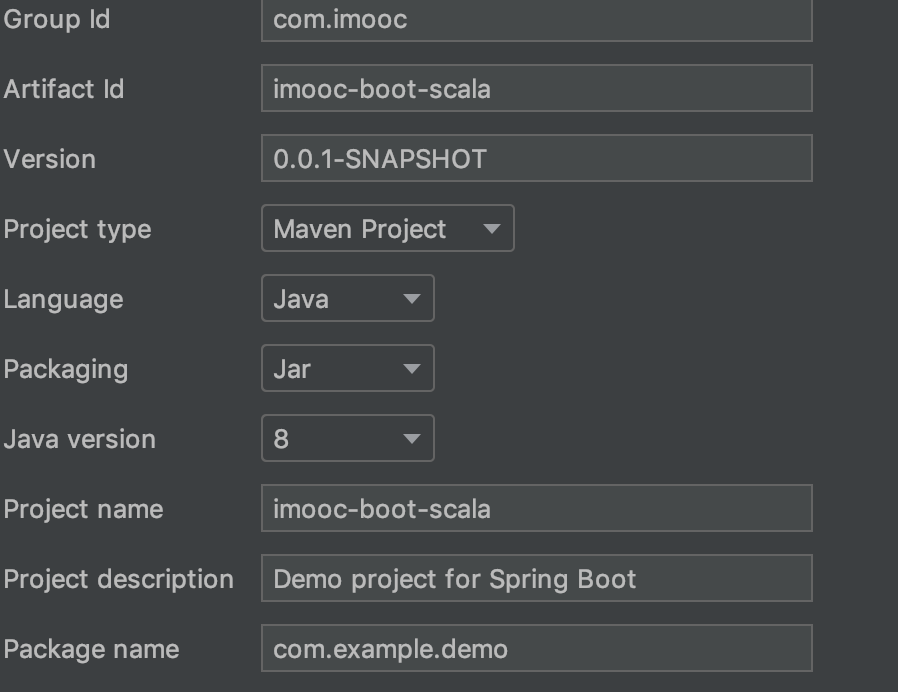 Group Id com.imooc
Artifact Id imooc-boot-scala
Version 0.0.1-SNAPSHOT
Project type Maven Project
Language Java
Packaging Jar
Java version 8
Project name imooc-boot-scala
Project description Demo project for Spring Boot
Package name com.example.demo